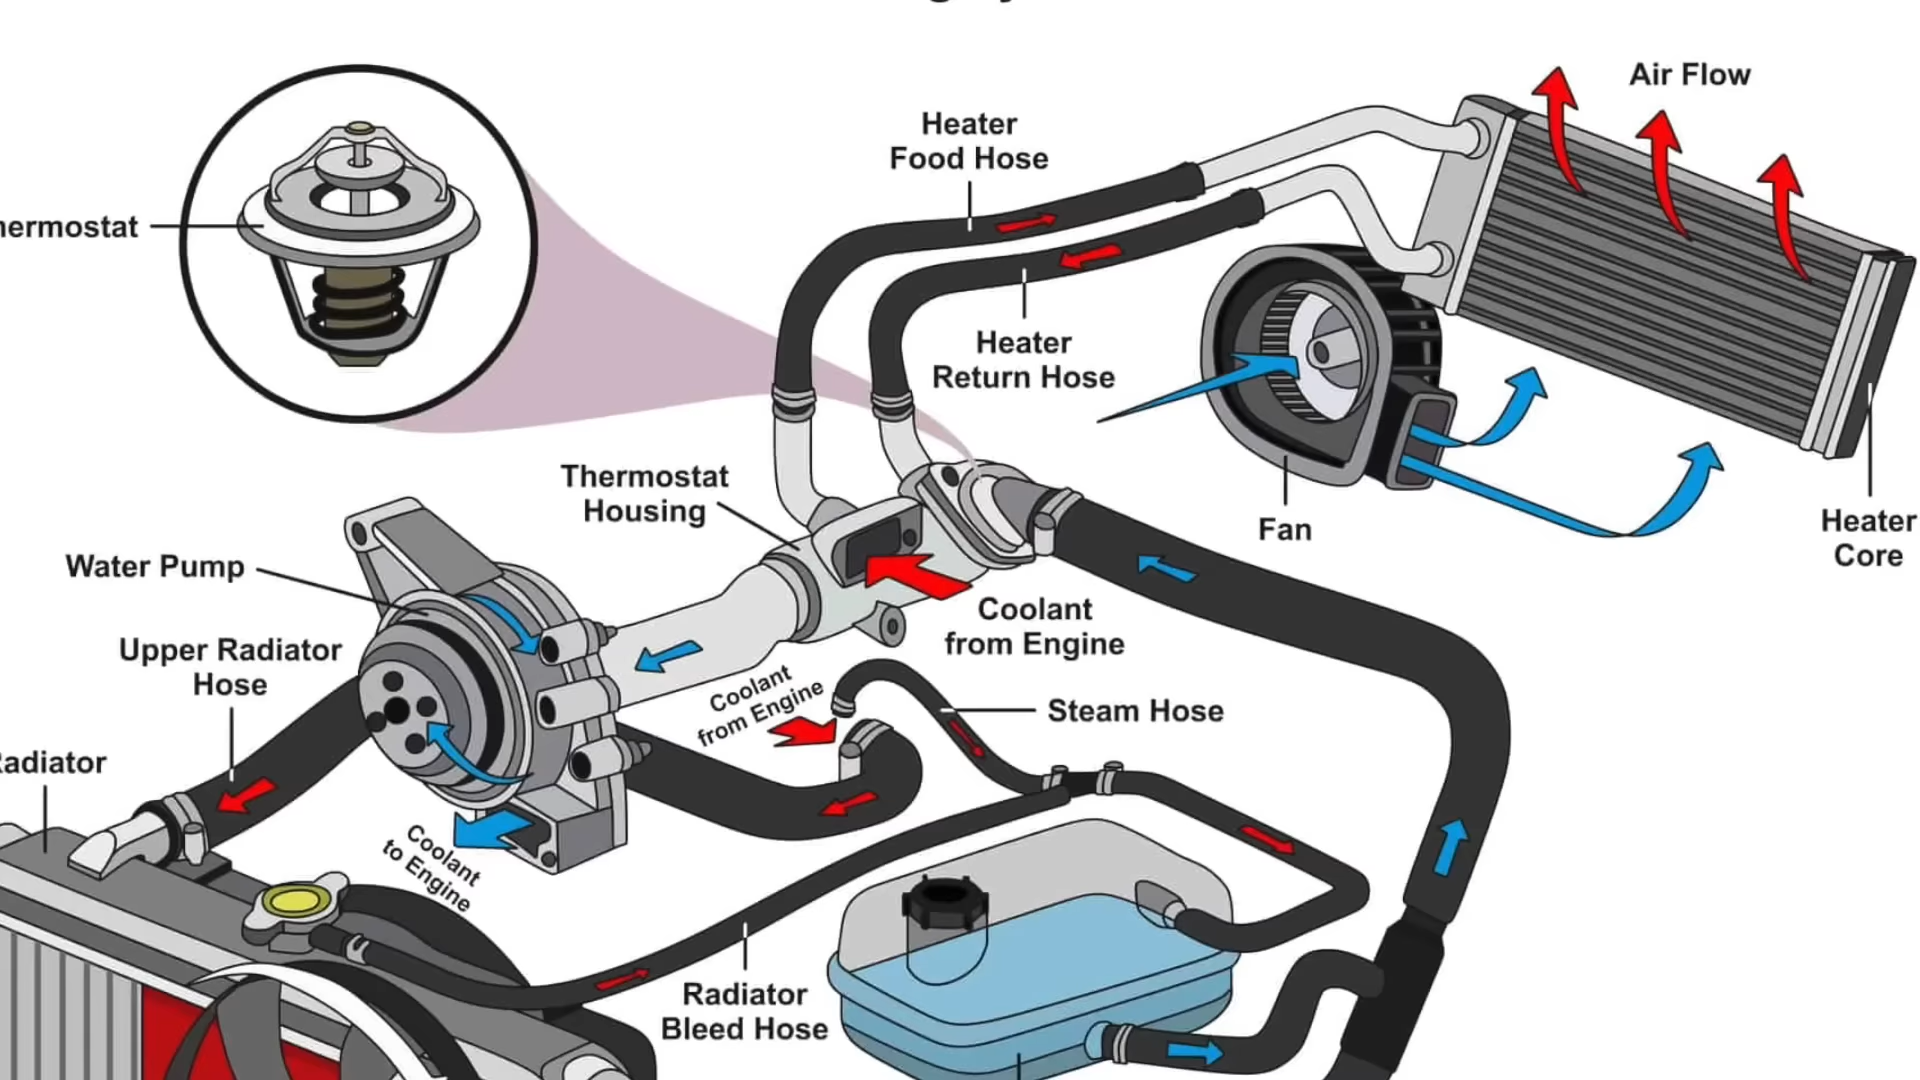 Air Flow
Heater
Food Hose
hermostat
Heater
Return Hose
Thermostat
Housing
Fan
Heater
Core
Water Pump
Coolant
from Engine
Upper Radiator
Hose
Coolant
from Engine
Steam Hose
Radiator
Coolant
to Engine
Radiator
Bleed Hose